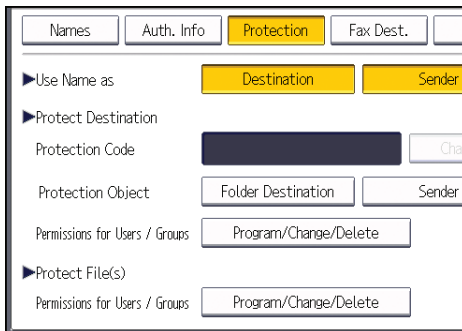 Names Auth. Info Protection Fax Dest.
►Use Name as Destination Sender
►Protect Destination
Protection Code Cha
Protection Object Folder Destination Sender
Permissions for Users / Groups Program/Change/Delete
►Protect File(s)
Permissions for Users / Groups Program/Change/Delete